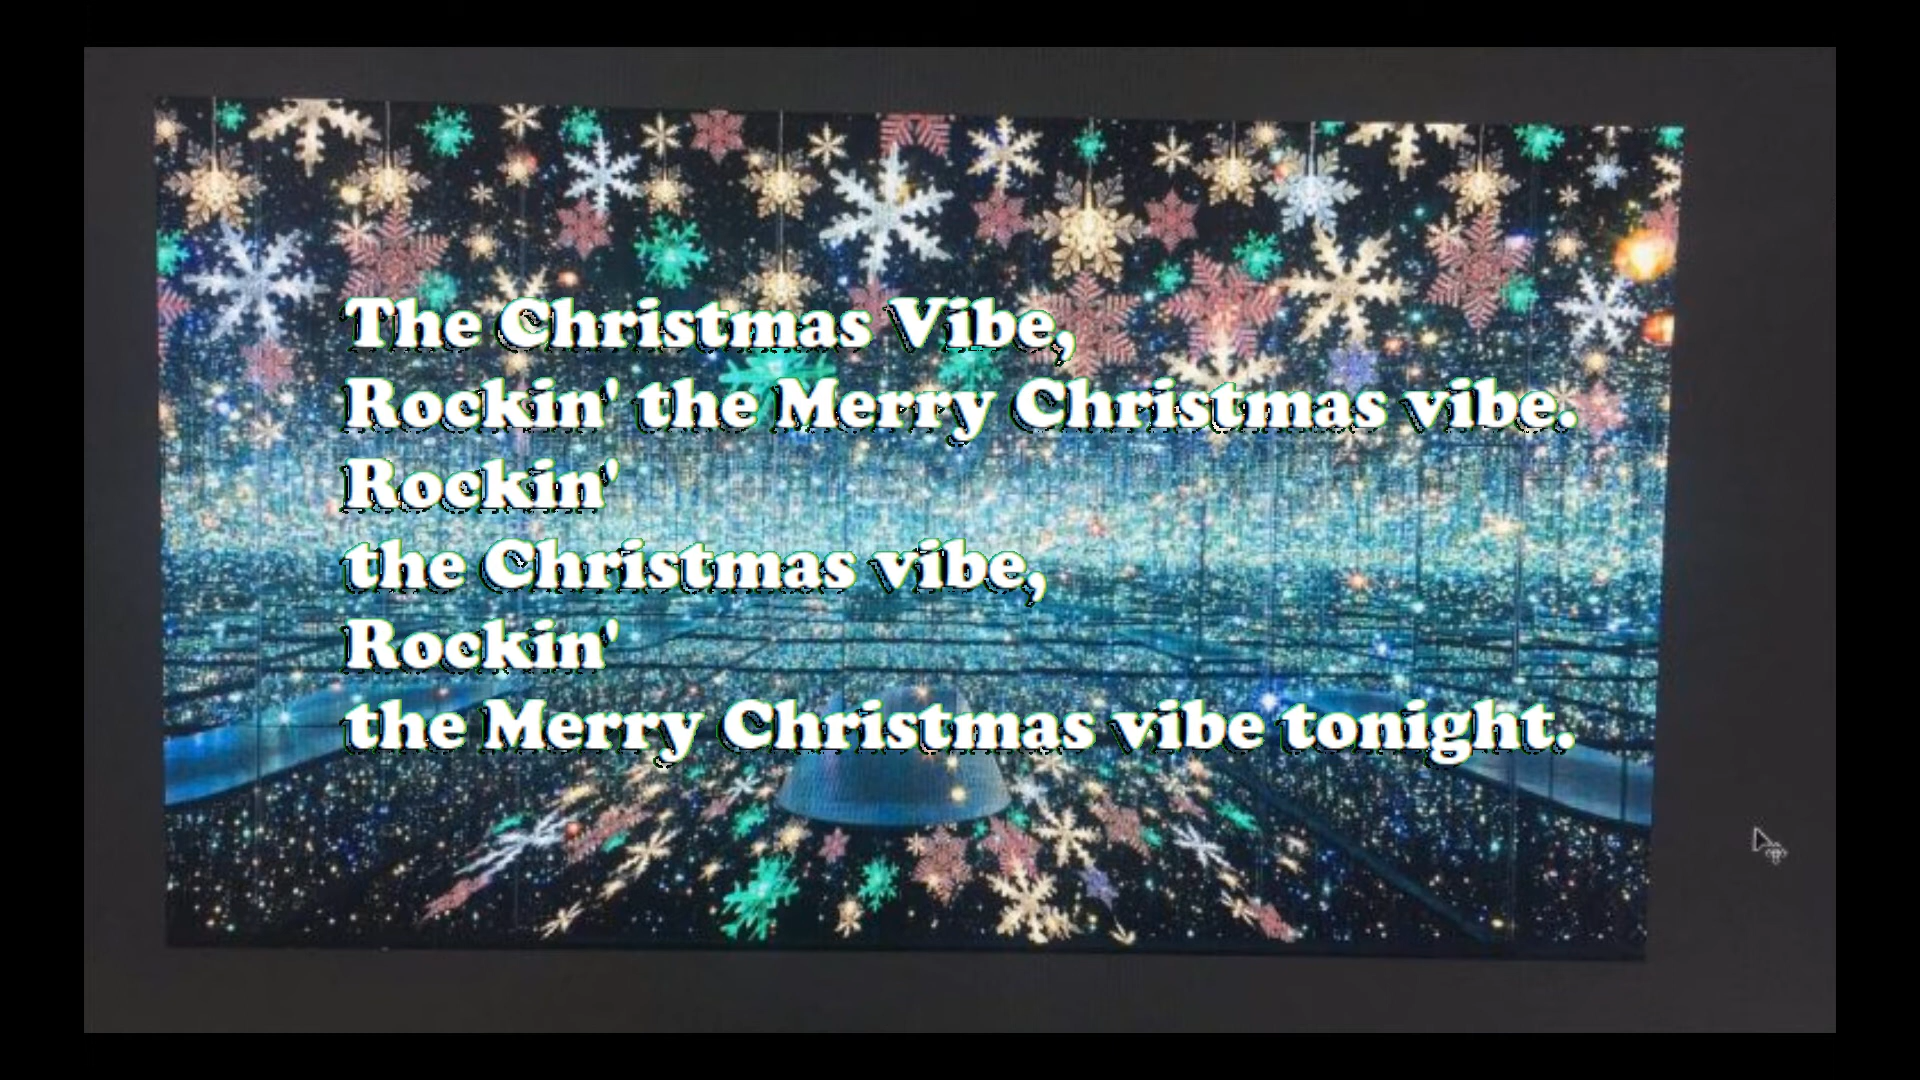 The Christmas Vibe,
Rockin' the Merry Christmas vibe.
Rockin'
the Christmas vibe,
Rockin'
the Merry Christmas vibe tonight.